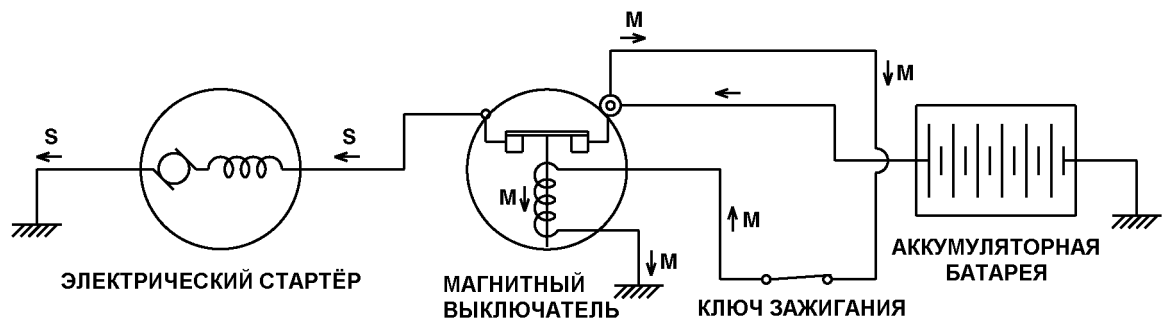 M
M
S
S
M
M
M
ЭЛЕКТРИЧЕСКИЙ СТАРТЁР
МАГНИТНЫЙ
ВЫКЛЮЧАТЕЛЬ
КЛЮЧ ЗАЖИГАНИЯ
АККУМУЛЯТОРНАЯ
БАТАРЕЯ